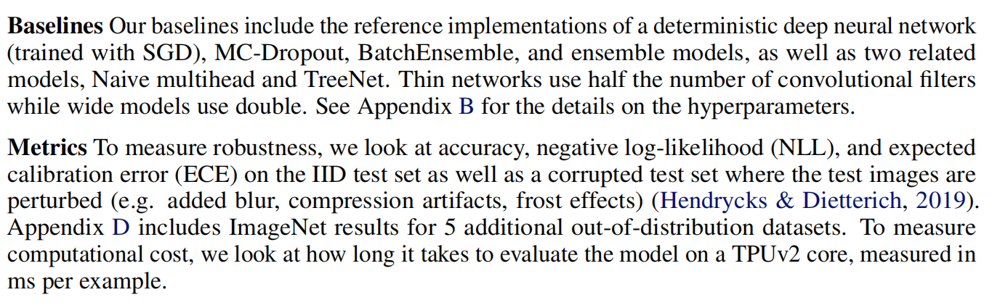 Baselines Our baselines include the reference implementations of a deterministic deep neural network
(trained with SGD), MC-Dropout, BatchEnsemble, and ensemble models, as well as two related
models, Naive multihead and TreeNet. Thin networks use half the number of convolutional filters
while wide models use double. See Appendix B for the details on the hyperparameters.
Metrics To measure robustness, we look at accuracy, negative log-likelihood (NLL), and expected
calibration error (ECE) on the IID test set as well as a corrupted test set where the test images are
perturbed (e.g. added blur, compression artifacts, frost effects) (Hendrycks & Dietterich, 2019).
Appendix D includes ImageNet results for 5 additional out-of-distribution datasets. To measure
computational cost, we look at how long it takes to evaluate the model on a TPUv2 core, measured in
ms per example.